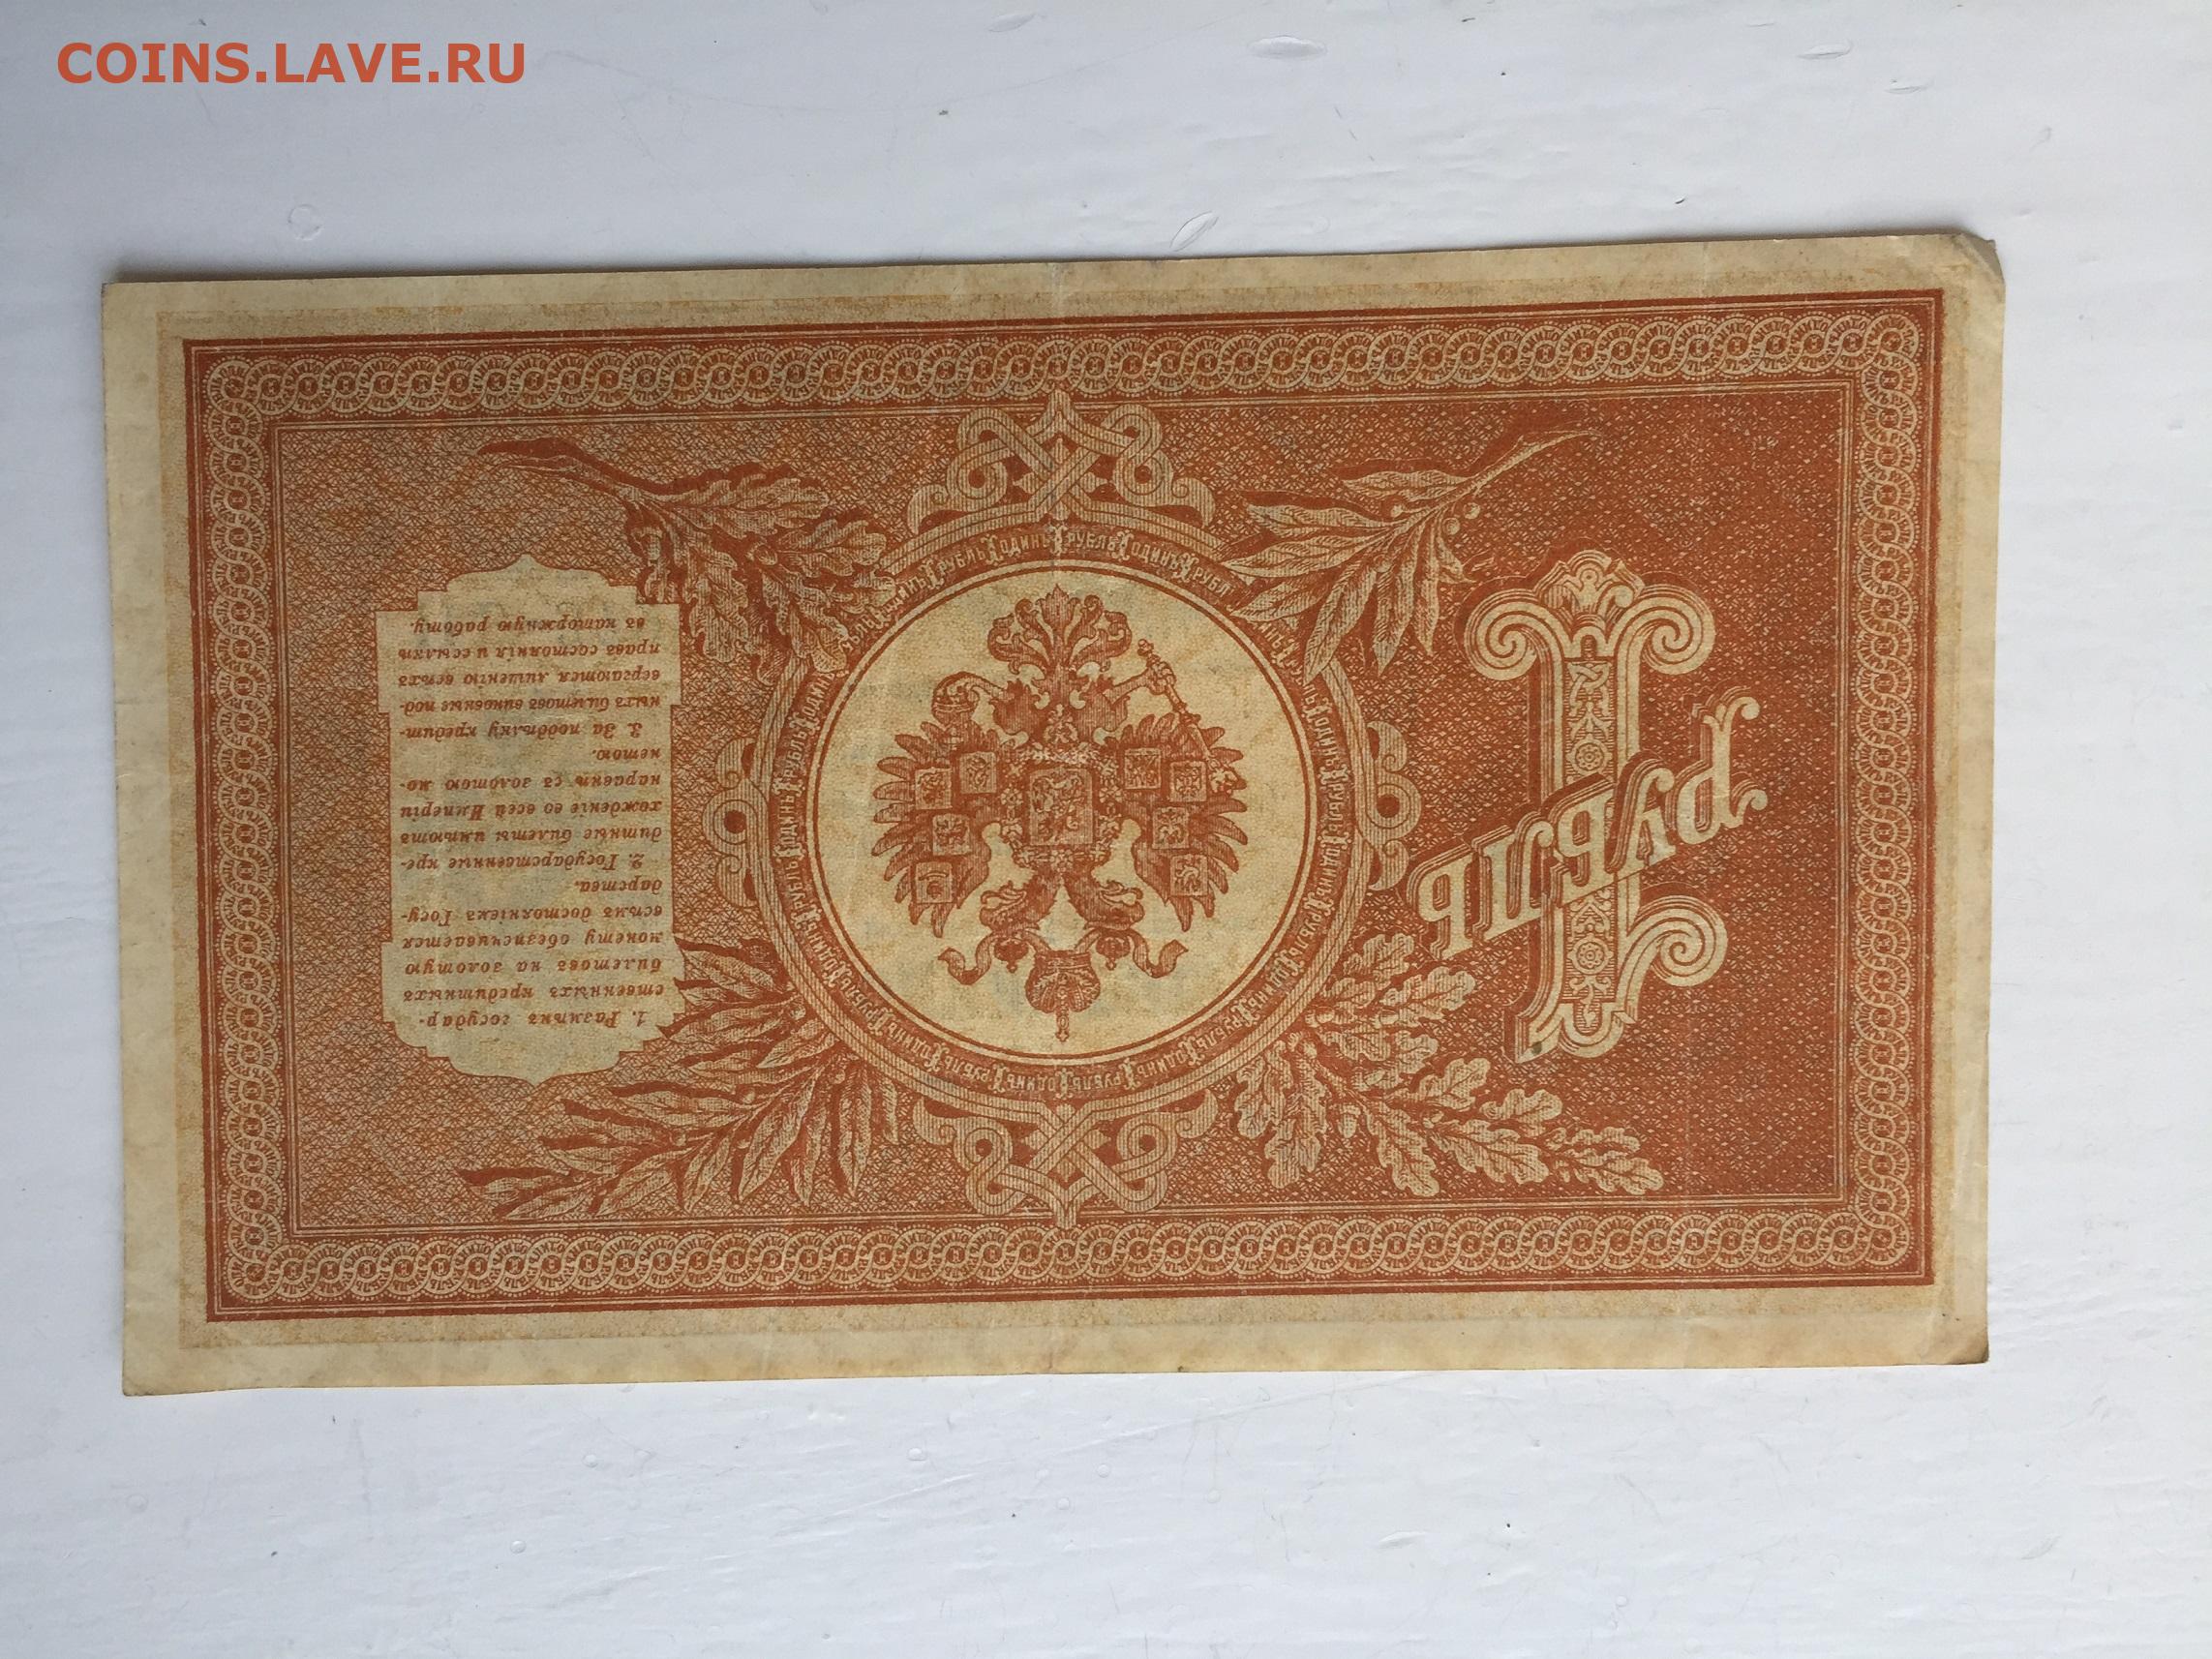 COINS.LAVE.RU
1
рубль
1. Размѣнъ государ-
ственныхъ кредитныхъ
билетовъ на золотую
монету обезпечивается
всѣмъ достоянiемъ Госу-
дарства.
2. Государственные кре-
дитные билеты имѣютъ
хожденiе во всей Имперiи
наравнѣ съ золотою мо-
нетою.
3. За поддѣлку кредит-
ныхъ билетовъ виновные под-
вергаются лишенiю всѣхъ
правъ состоянiя и ссылкѣ
въ каторжную работу.